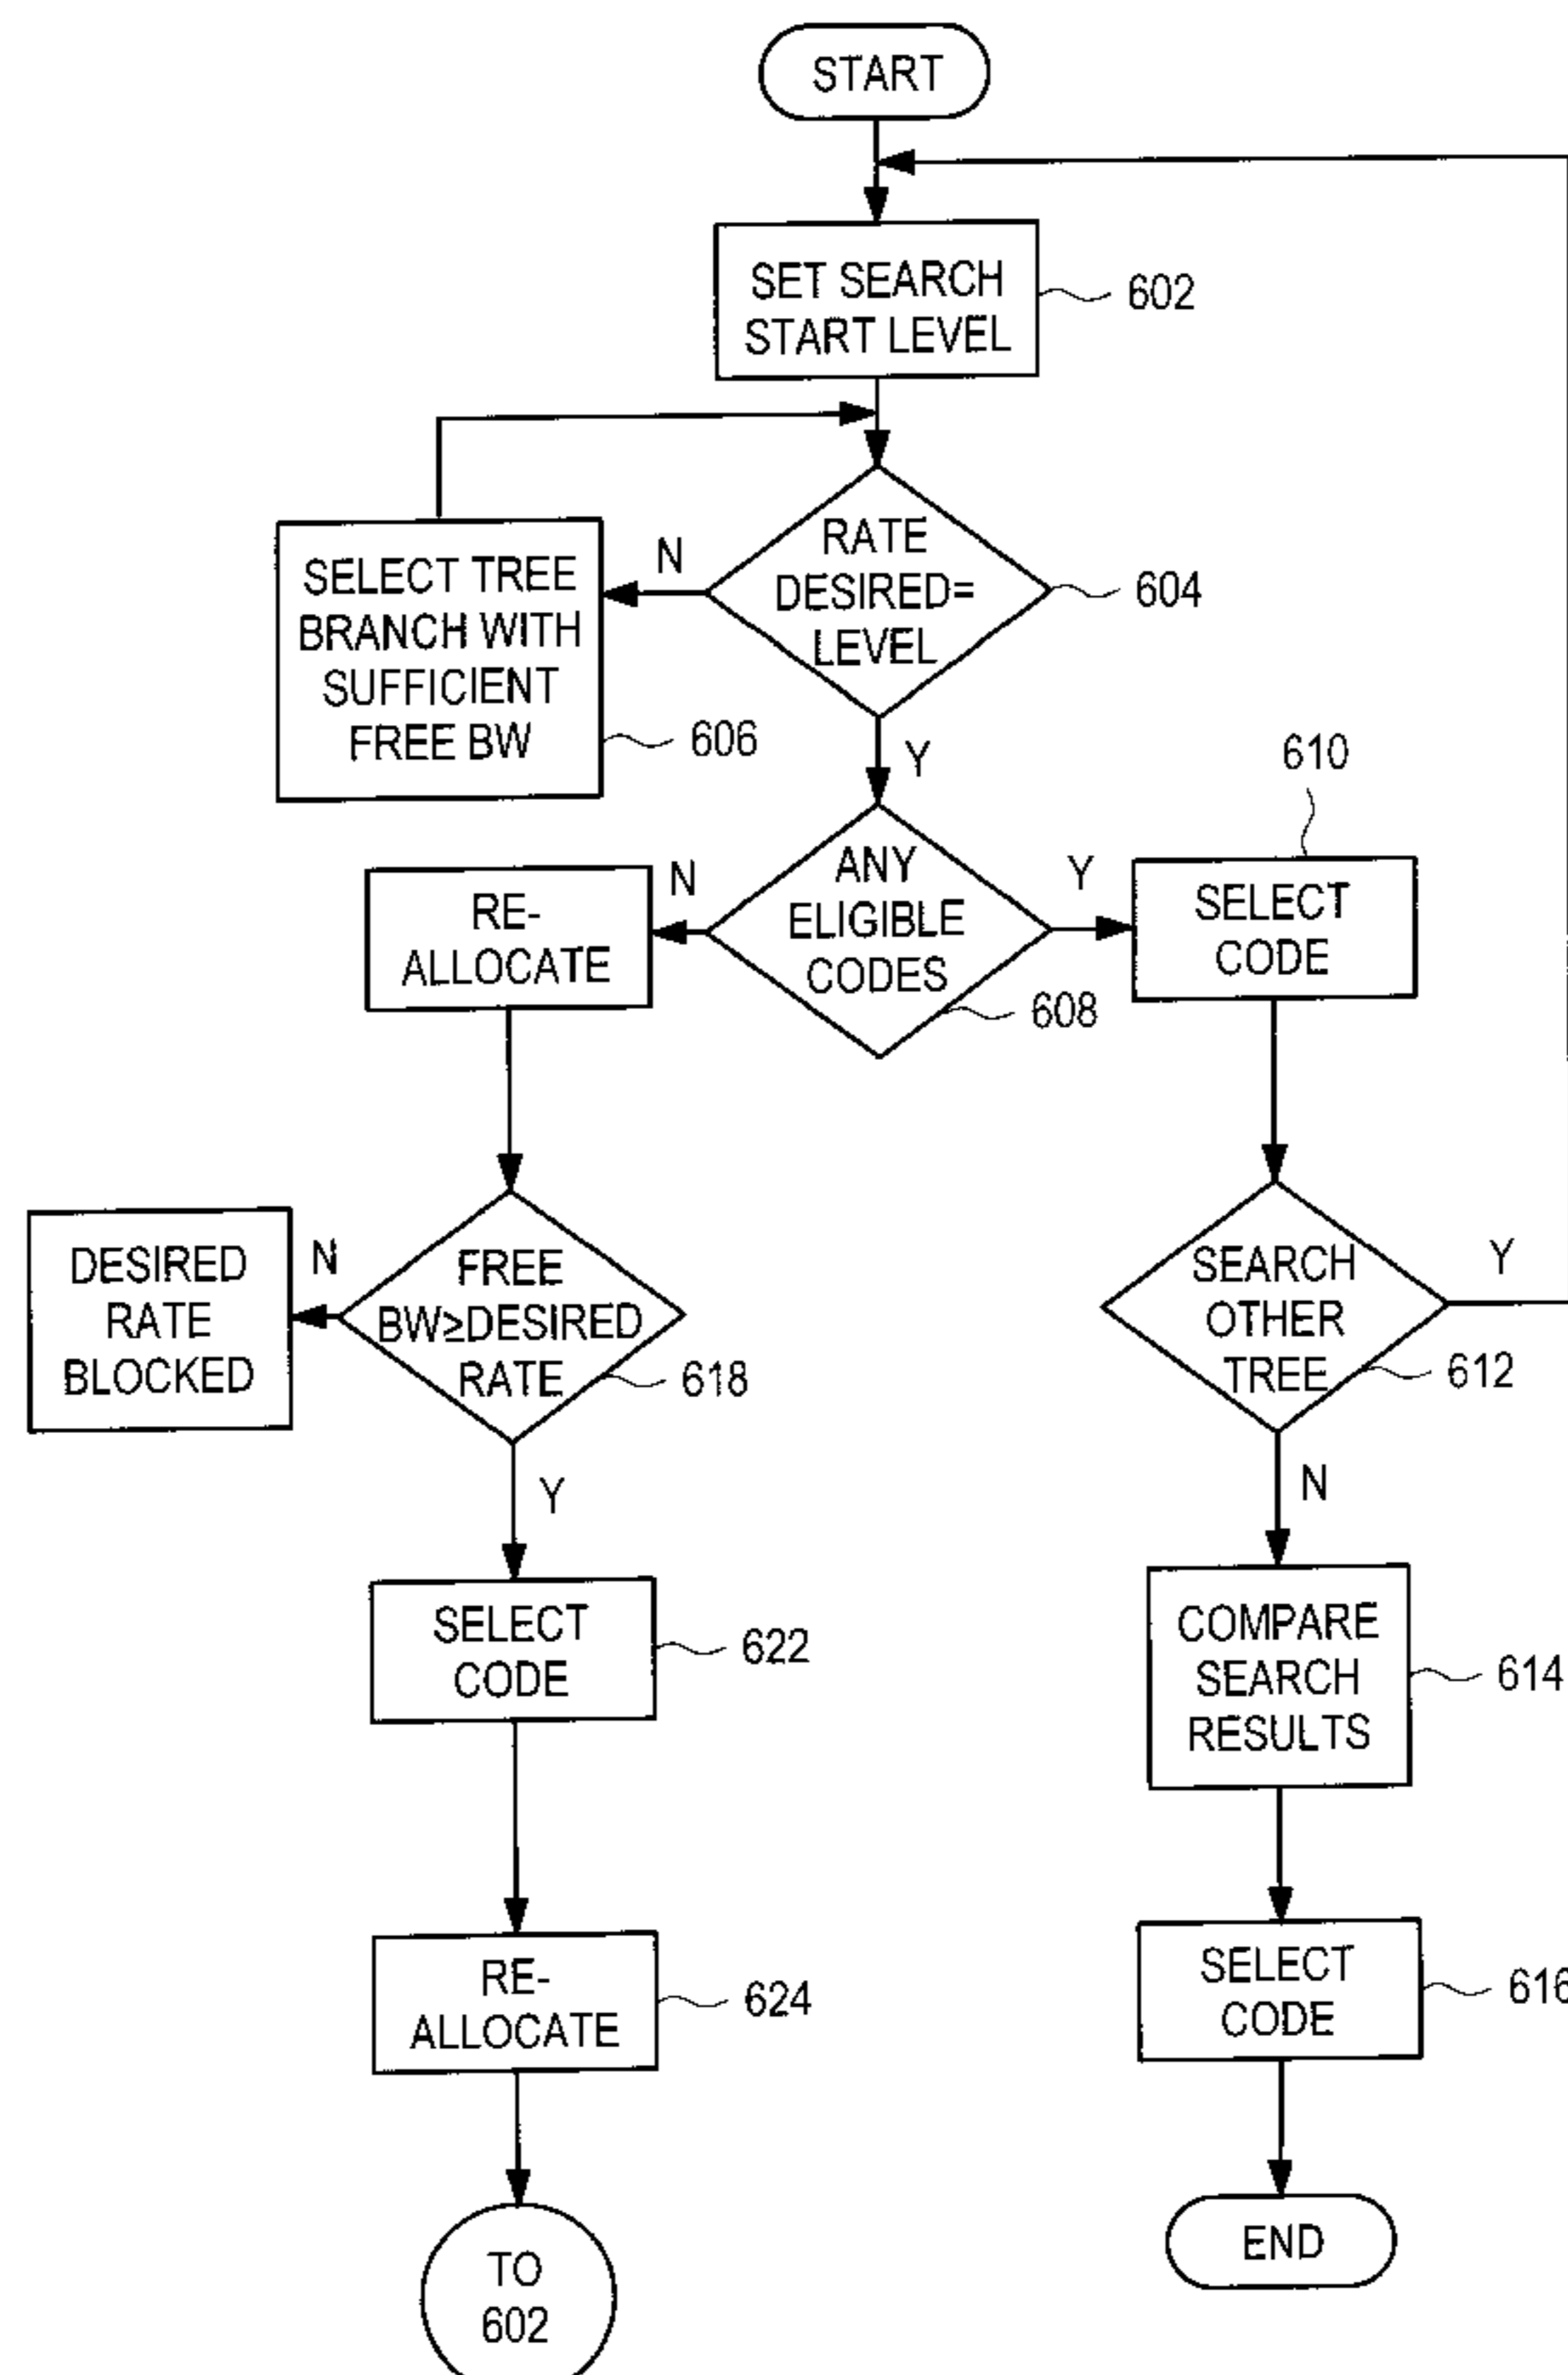 START
SET SEARCH
START LEVEL
602
RATE
DESIRED=
LEVEL
604
N
SELECT TREE
BRANCH WITH
SUFFICIENT
FREE BW
606
Y
ANY
ELIGIBLE
CODES
608
N
RE-
ALLOCATE
Y
610
SELECT
CODE
FREE
BW≥DESIRED
RATE
618
N
DESIRED
RATE
BLOCKED
SEARCH
OTHER
TREE
612
Y
Y
N
SELECT
CODE
622
COMPARE
SEARCH
RESULTS
614
RE-
ALLOCATE
624
SELECT
CODE
616
TO
602
END